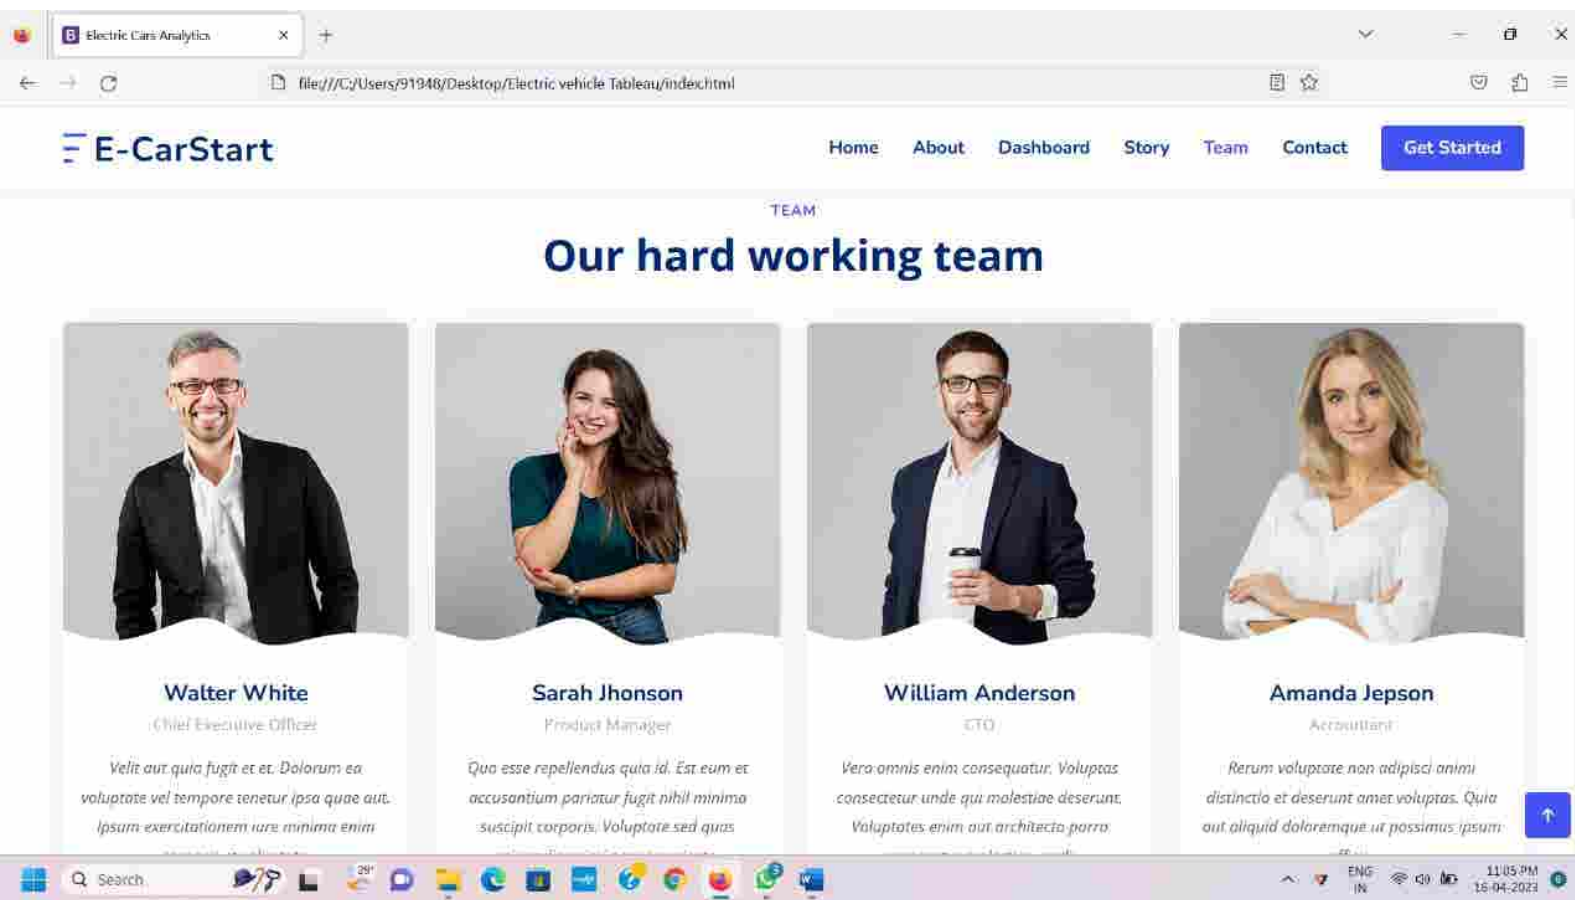 Electric Cars Analytics
file:///C:/Users/91948/Desktop/Electric vehicle Tableau/index.html
E-CarStart
Home About Dashboard Story Team Contact Get Started
TEAM
Our hard working team
Walter White
Chief Executive Officer
Velit aut quia fugit et et. Dolorum ea
voluptate vel tempore tenetur ipsa quae aut.
Ipsum exercitationem iure minima enim
Sarah Jhonson
Product Manager
Quo esse repellendus quia id. Est eum et
accusantium pariatur fugit nihil minima
suscipit corporis. Voluptate sed quas
William Anderson
CTO
Vero omnis enim consequatur. Voluptas
consectetur unde qui molestiae deserunt.
Voluptates enim aut architecto porro
Amanda Jepson
Accountant
Rerum voluptate non adipisci animi
distinctio et deserunt amet voluptas. Quia
aut aliquid doloremque ut possimus ipsum
Search
29°
ENG
IN
11:05 PM
16-04-2023